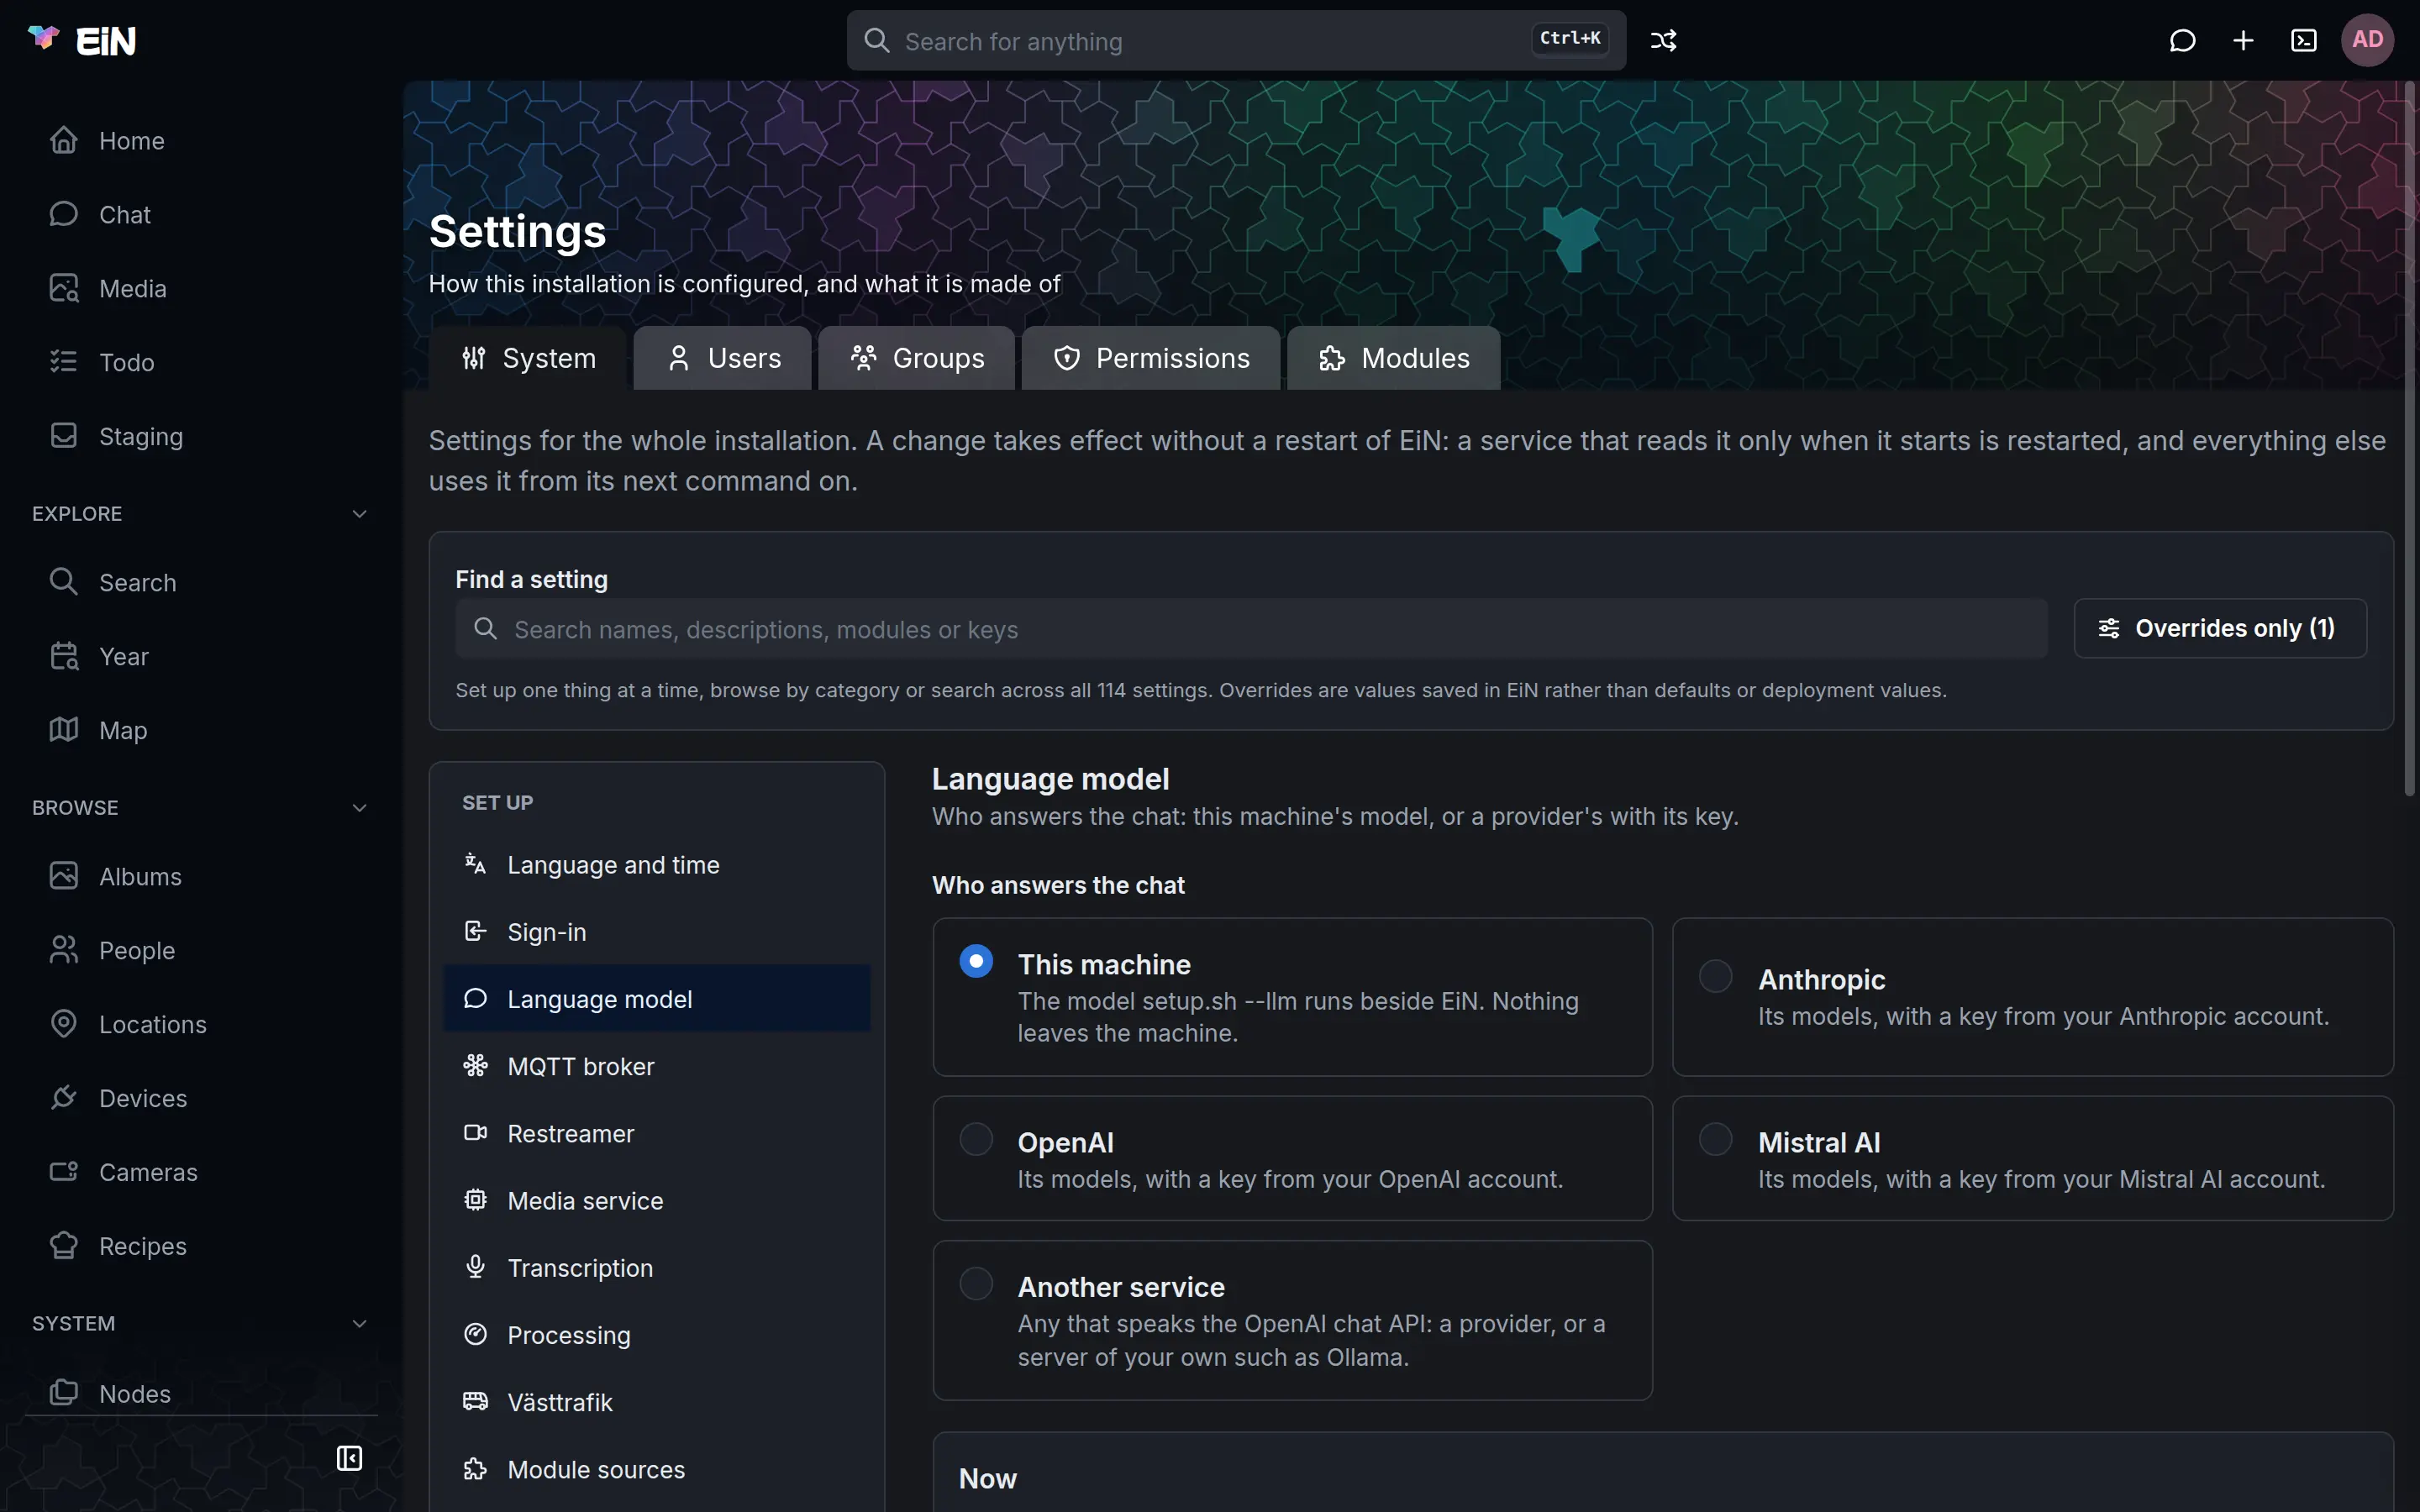 EiN
Search for anything
Ctrl+K
AD
Home
Chat
Media
Todo
Staging
EXPLORE
Search
Year
Map
BROWSE
Albums
People
Locations
Devices
Cameras
Recipes
SYSTEM
Nodes
Settings
How this installation is configured, and what it is made of
System
Users
Groups
Permissions
Modules
Settings for the whole installation. A change takes effect without a restart of EiN: a service that reads it only when it starts is restarted, and everything else
uses it from its next command on.
Find a setting
Search names, descriptions, modules or keys
Overrides only (1)
Set up one thing at a time, browse by category or search across all 114 settings. Overrides are values saved in EiN rather than defaults or deployment values.
SET UP
Language and time
Sign-in
Language model
MQTT broker
Restreamer
Media service
Transcription
Processing
Västtrafik
Module sources
Language model
Who answers the chat: this machine's model, or a provider's with its key.
Who answers the chat
This machine
The model setup.sh --llm runs beside EiN. Nothing
leaves the machine.
Anthropic
Its models, with a key from your Anthropic account.
OpenAI
Its models, with a key from your OpenAI account.
Mistral AI
Its models, with a key from your Mistral AI account.
Another service
Any that speaks the OpenAI chat API: a provider, or a
server of your own such as Ollama.
Now